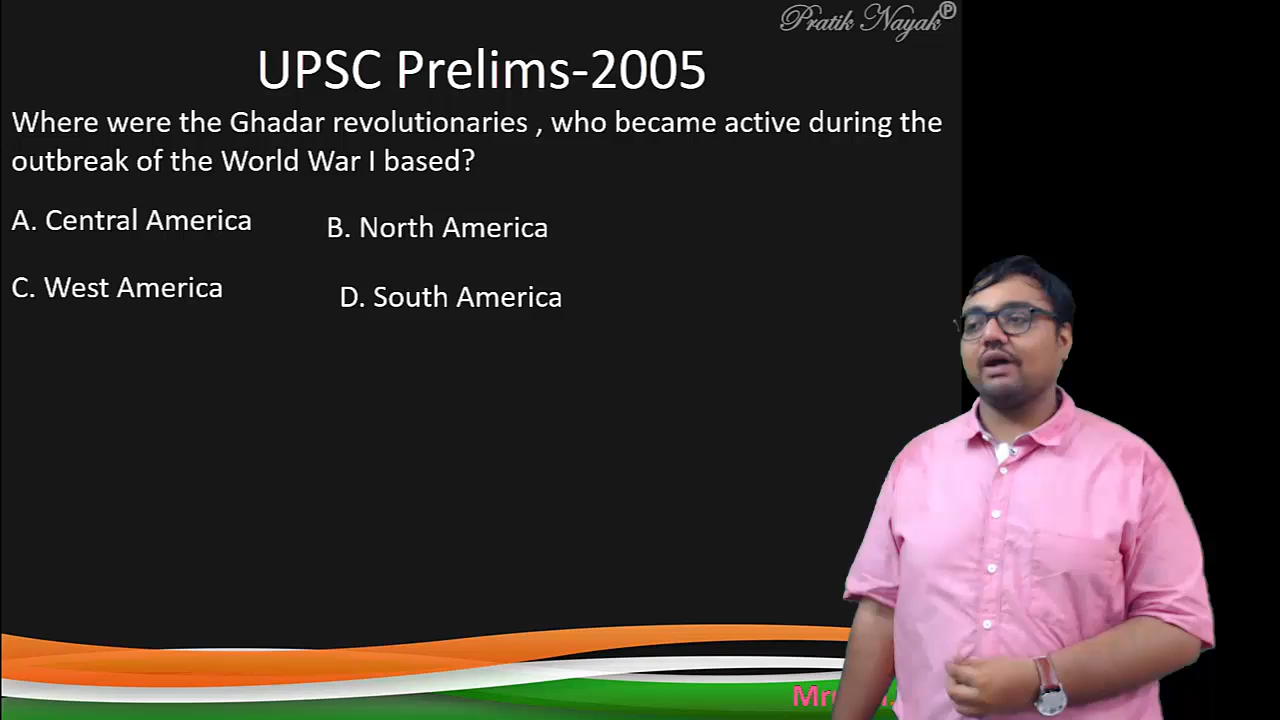 Pratik Nayak ℗
UPSC Prelims-2005
Where were the Ghadar revolutionaries , who became active during the
outbreak of the World War I based?
A. Central America
B. North America
C. West America
D. South America